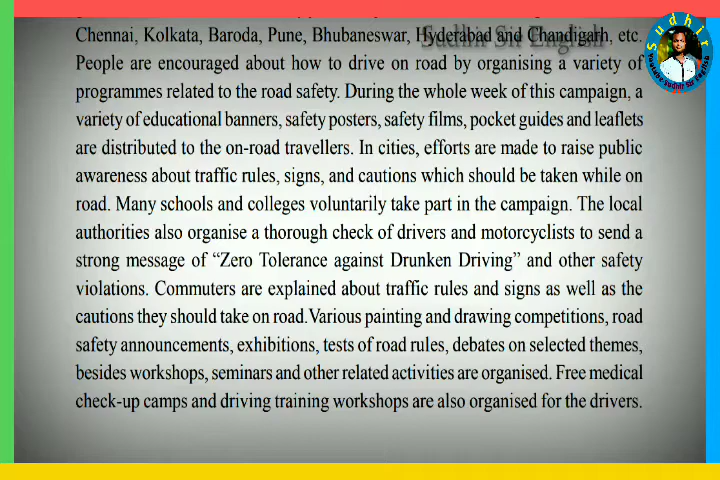 Chennai, Kolkata, Baroda, Pune, Bhubaneswar, Hyderabad and Chandigarh, etc.
People are encouraged about how to drive on road by organising a variety of
programmes related to the road safety. During the whole week of this campaign, a
variety of educational banners, safety posters, safety films, pocket guides and leaflets
are distributed to the on-road travellers. In cities, efforts are made to raise public
awareness about traffic rules, signs, and cautions which should be taken while on
road. Many schools and colleges voluntarily take part in the campaign. The local
authorities also organise a thorough check of drivers and motorcyclists to send a
strong message of “Zero Tolerance against Drunken Driving” and other safety
violations. Commuters are explained about traffic rules and signs as well as the
cautions they should take on road.Various painting and drawing competitions, road
safety announcements, exhibitions, tests of road rules, debates on selected themes,
besides workshops, seminars and other related activities are organised. Free medical
check-up camps and driving training workshops are also organised for the drivers.
Sudhir Sir English
Sudhir
Youtube sudhir sir english